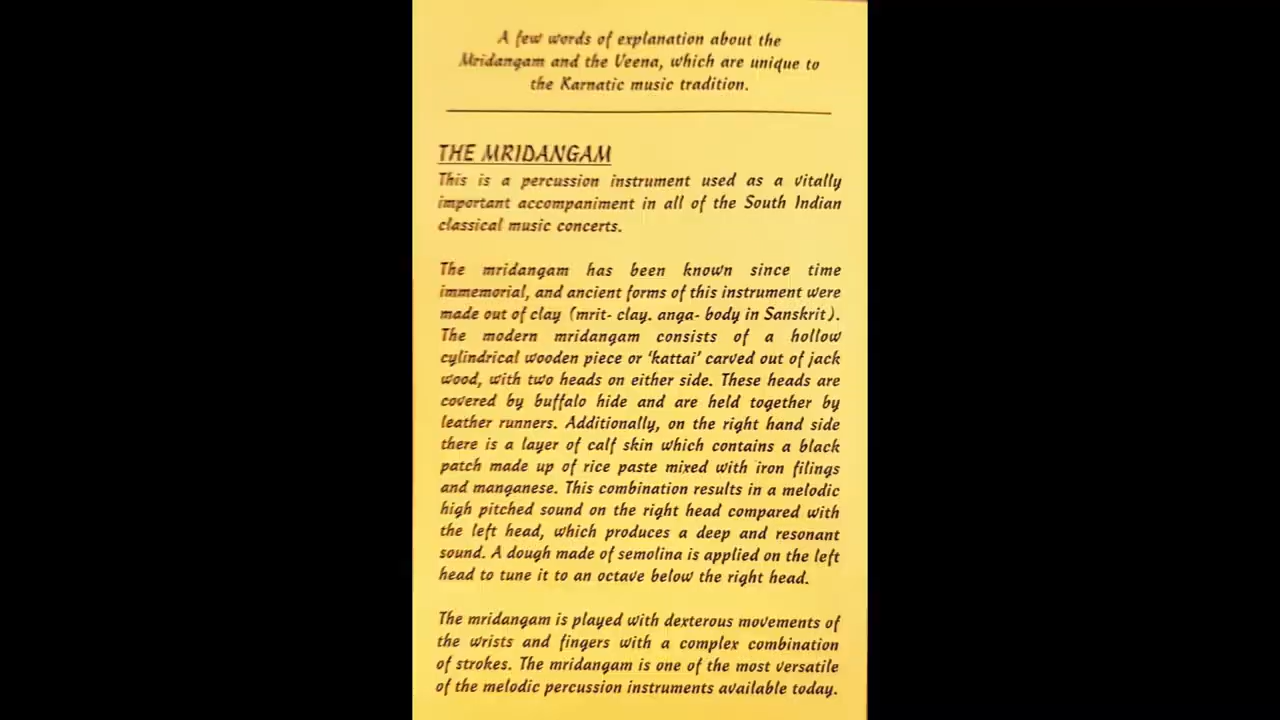 A few words of explanation about the
Mridangam and the Veena, which are unique to
the Karnatic music tradition.
THE MRIDANGAM
This is a percussion instrument used as a vitally
important accompaniment in all of the South Indian
classical music concerts.
The mridangam has been known since time
immemorial, and ancient forms of this instrument were
made out of clay (mrit- clay. anga- body in Sanskrit).
The modern mridangam consists of a hollow
cylindrical wooden piece or ‘kattai’ carved out of jack
wood, with two heads on either side. These heads are
covered by buffalo hide and are held together by
leather runners. Additionally, on the right hand side
there is a layer of calf skin which contains a black
patch made up of rice paste mixed with iron filings
and manganese. This combination results in a melodic
high pitched sound on the right head compared with
the left head, which produces a deep and resonant
sound. A dough made of semolina is applied on the left
head to tune it to an octave below the right head.
The mridangam is played with dexterous movements of
the wrists and fingers with a complex combination
of strokes. The mridangam is one of the most versatile
of the melodic percussion instruments available today.